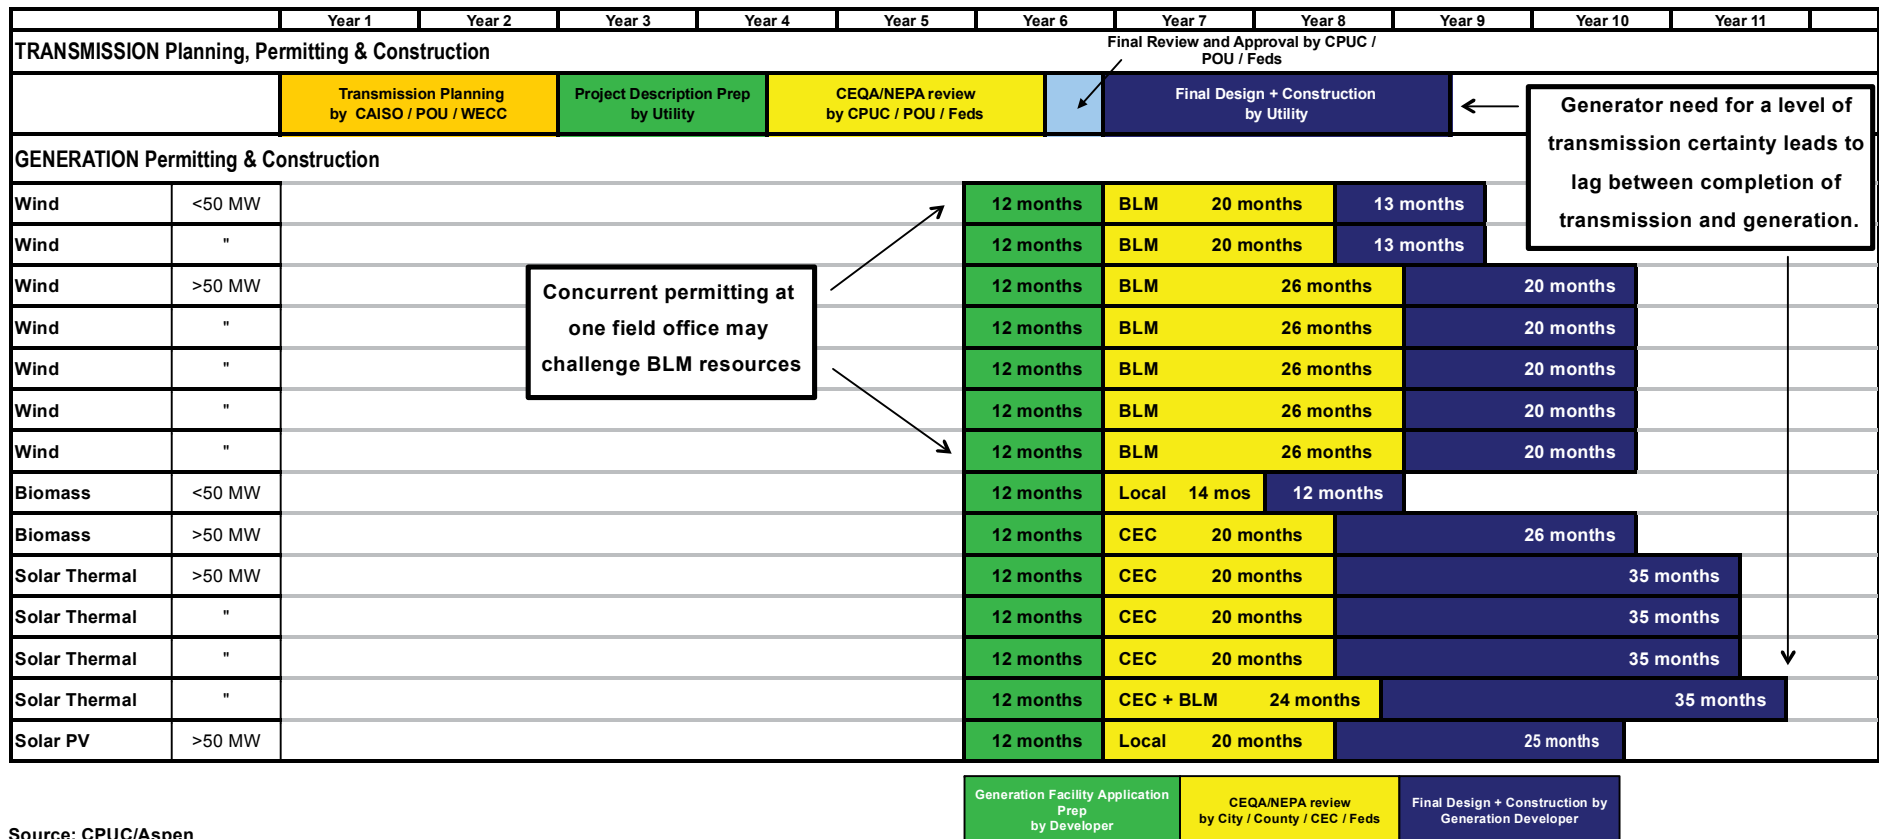 Year 1 Year 2 Year 3 Year 4 Year 5 Year 6 Year 7 Year 8 Year 9 Year 10 Year 11
TRANSMISSION Planning, Permitting & Construction
Final Review and Approval by CPUC /
POU / Feds
Transmission Planning
by CAISO / POU / WECC
Project Description Prep
by Utility
CEQA/NEPA review
by CPUC / POU / Feds
Final Design + Construction
by Utility
Generator need for a level of
transmission certainty leads to
lag between completion of
transmission and generation.
GENERATION Permitting & Construction
Wind <50 MW 12 months BLM 20 months 13 months
Wind " 12 months BLM 20 months 13 months
Concurrent permitting at
one field office may
challenge BLM resources
Wind >50 MW 12 months BLM 26 months 20 months
Wind " 12 months BLM 26 months 20 months
Wind " 12 months BLM 26 months 20 months
Wind " 12 months BLM 26 months 20 months
Wind " 12 months BLM 26 months 20 months
Biomass <50 MW 12 months Local 14 mos 12 months
Biomass >50 MW 12 months CEC 20 months 26 months
Solar Thermal >50 MW 12 months CEC 20 months 35 months
Solar Thermal " 12 months CEC 20 months 35 months
Solar Thermal " 12 months CEC 20 months 35 months
Solar Thermal " 12 months CEC + BLM 24 months 35 months
Solar PV >50 MW 12 months Local 20 months 25 months
Generation Facility Application
Prep
by Developer
CEQA/NEPA review
by City / County / CEC / Feds
Final Design + Construction by
Generation Developer
Source: CPUC/Aspen